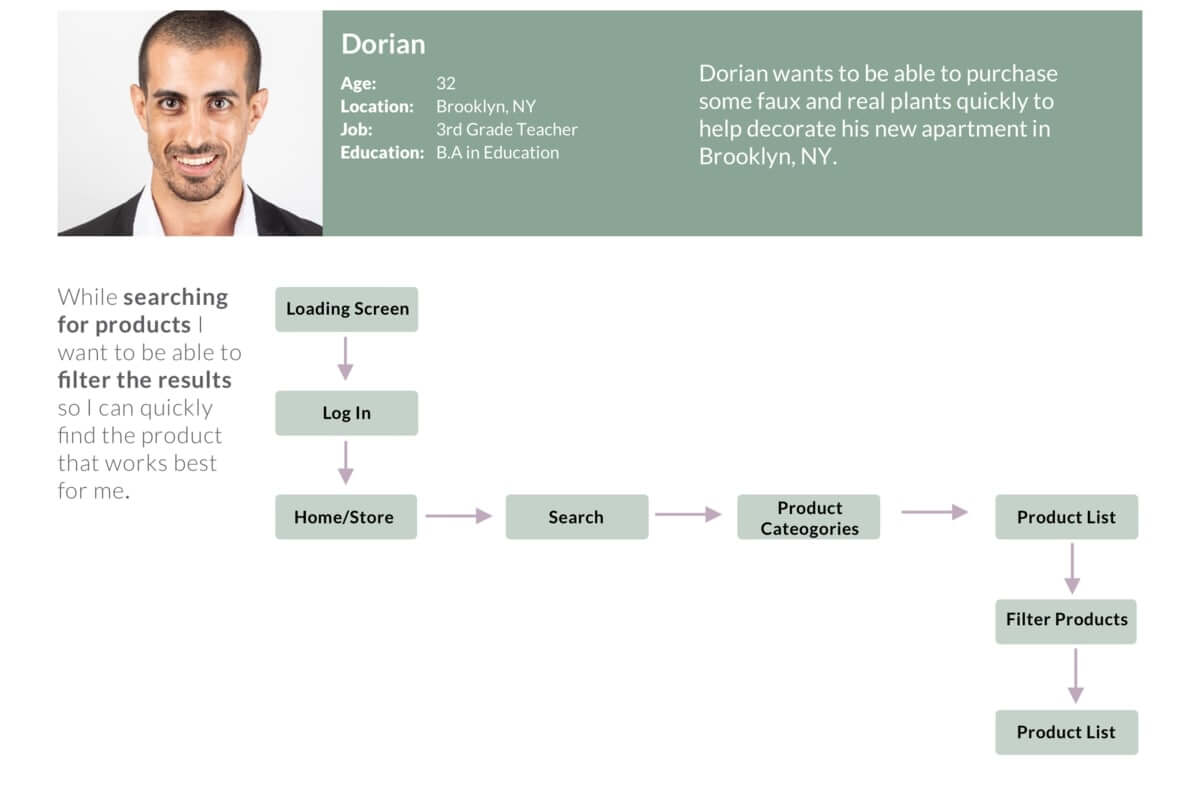 Dorian
Age: 32
Location: Brooklyn, NY
Job: 3rd Grade Teacher
Education: B.A in Education
Dorian wants to be able to purchase
some faux and real plants quickly to
help decorate his new apartment in
Brooklyn, NY.
While searching
for products I
want to be able to
filter the results
so I can quickly
find the product
that works best
for me.
Loading Screen
Log In
Home/Store
Search
Product
Cateogories
Product List
Filter Products
Product List